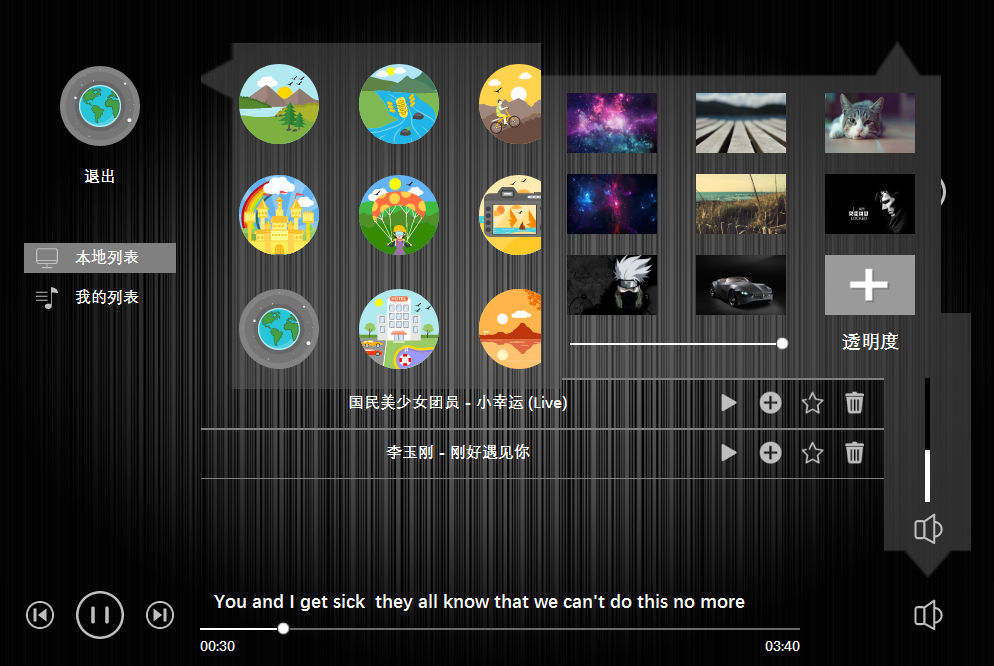 退出
本地列表
我的列表
HOTEL
透明度
国民美少女团员 - 小幸运 (Live)
李玉刚 - 刚好遇见你
You and I get sick  they all know that we can't do this no more
00:30
03:40